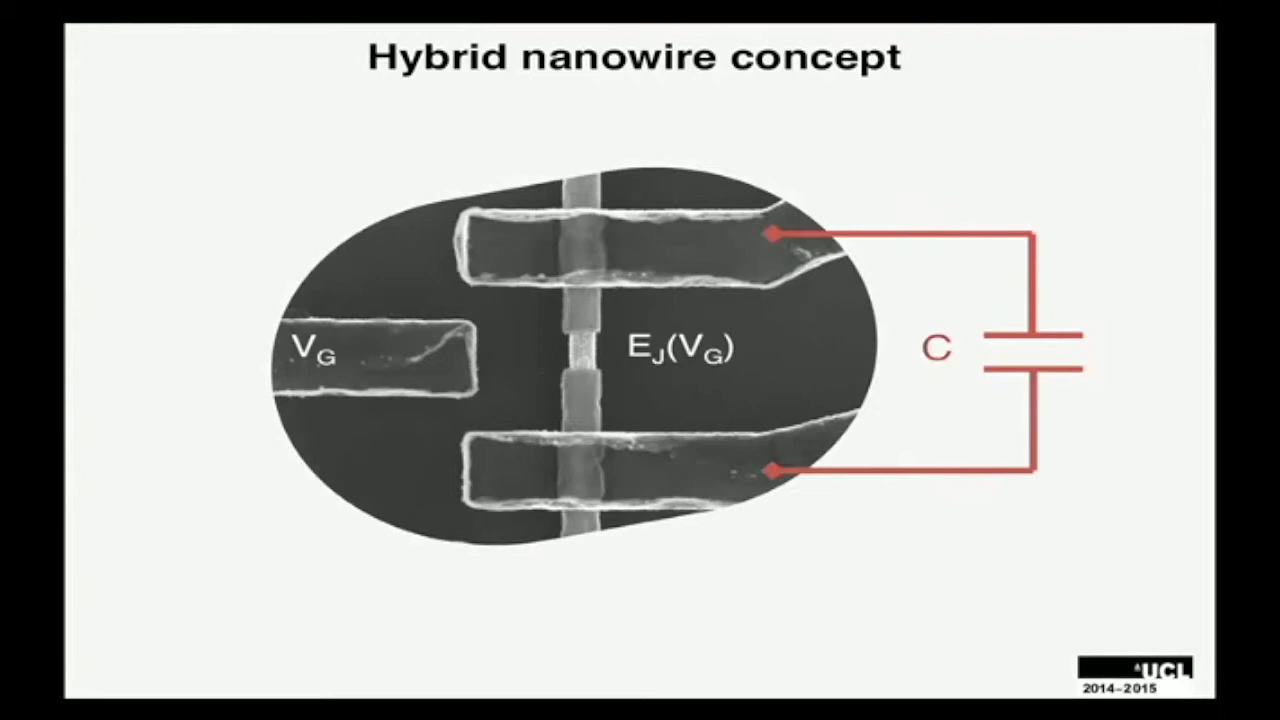 Hybrid nanowire concept
V_G
E_J(V_G)
C
UCL
2014–2015